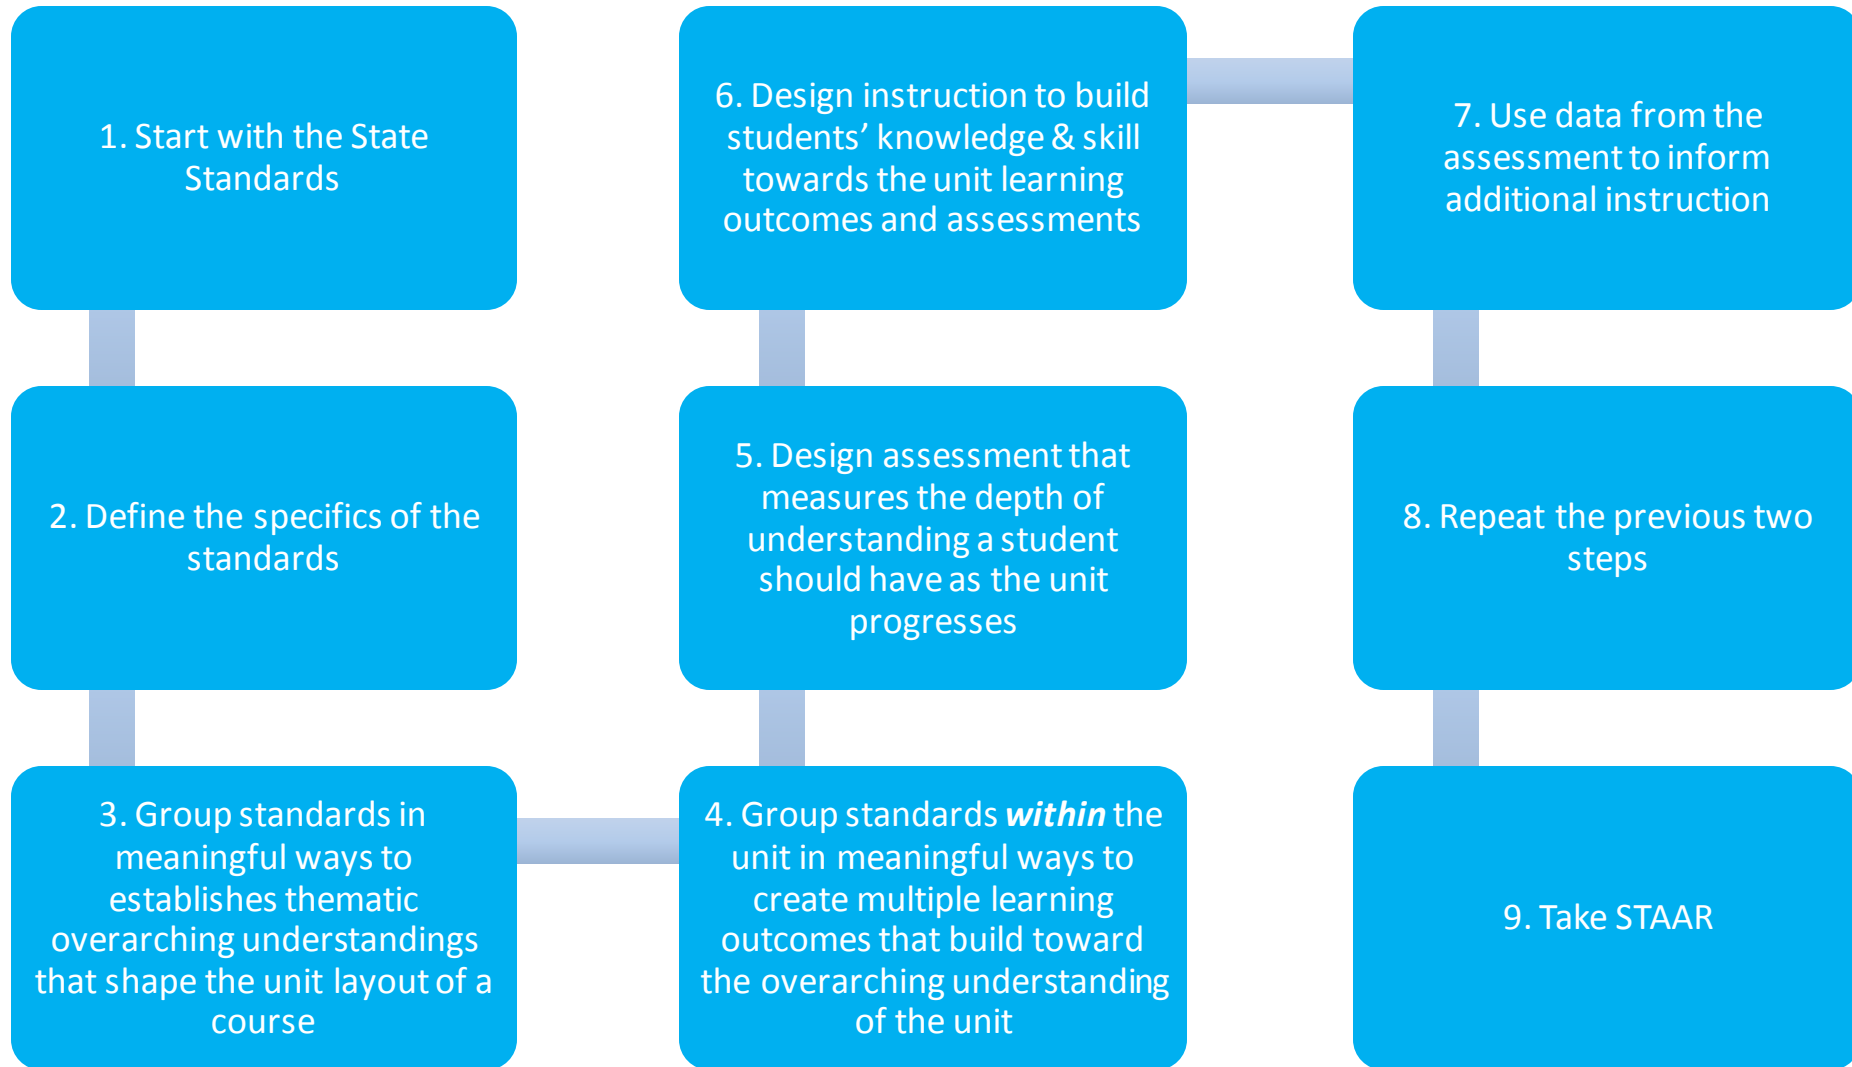 1. Start with the State
Standards
2. Define the specifics of the
standards
3. Group standards in
meaningful ways to
establishes thematic
overarching understandings
that shape the unit layout of a
course
4. Group standards within the
unit in meaningful ways to
create multiple learning
outcomes that build toward
the overarching understanding
of the unit
5. Design assessment that
measures the depth of
understanding a student
should have as the unit
progresses
6. Design instruction to build
students’ knowledge & skill
towards the unit learning
outcomes and assessments
7. Use data from the
assessment to inform
additional instruction
8. Repeat the previous two
steps
9. Take STAAR